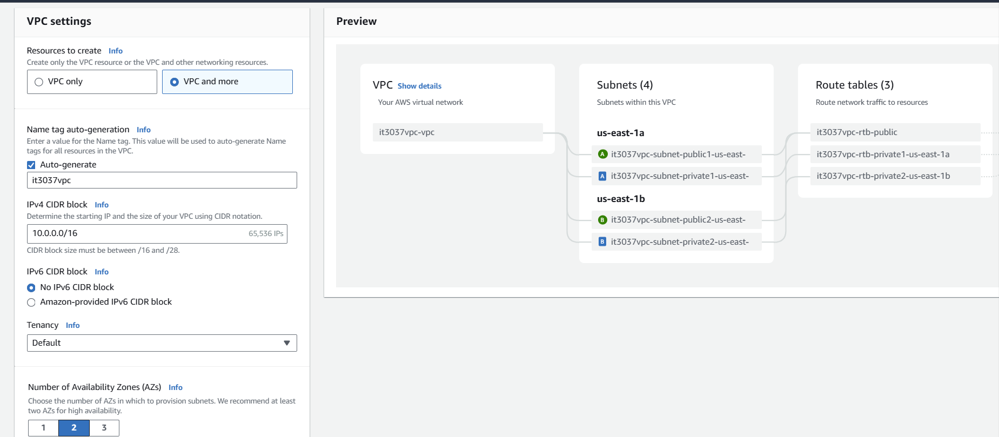 VPC settings
Resources to create Info
Create only the VPC resource or the VPC and other networking resources.
VPC only
VPC and more
Name tag auto-generation Info
Enter a value for the Name tag. This value will be used to auto-generate Name
tags for all resources in the VPC.
Auto-generate
it3037vpc
IPv4 CIDR block Info
Determine the starting IP and the size of your VPC using CIDR notation.
10.0.0.0/16 65,536 IPs
CIDR block size must be between /16 and /28.
IPv6 CIDR block Info
No IPv6 CIDR block
Amazon-provided IPv6 CIDR block
Tenancy Info
Default
Number of Availability Zones (AZs) Info
Choose the number of AZs in which to provision subnets. We recommend at least
two AZs for high availability.
1 2 3
Preview
VPC Show details
Your AWS virtual network
it3037vpc-vpc
Subnets (4)
Subnets within this VPC
us-east-1a
A it3037vpc-subnet-public1-us-east-
A it3037vpc-subnet-private1-us-east-
us-east-1b
B it3037vpc-subnet-public2-us-east-
B it3037vpc-subnet-private2-us-east-
Route tables (3)
Route network traffic to resources
it3037vpc-rtb-public
it3037vpc-rtb-private1-us-east-1a
it3037vpc-rtb-private2-us-east-1b